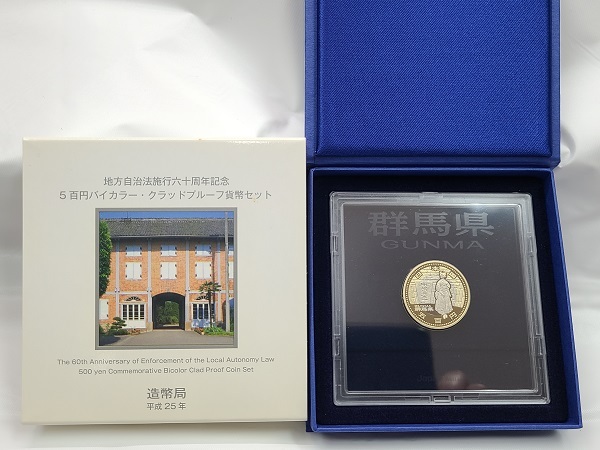 地方自治法施行六十周年記念
5百円バイカラー・クラッドプルーフ貨幣セット
The 60th Anniversary of Enforcement of the Local Autonomy Law
500 yen Commemorative Bicolor Clad Proof Coin Set
造幣局
平成25年
群馬県
GUNMA